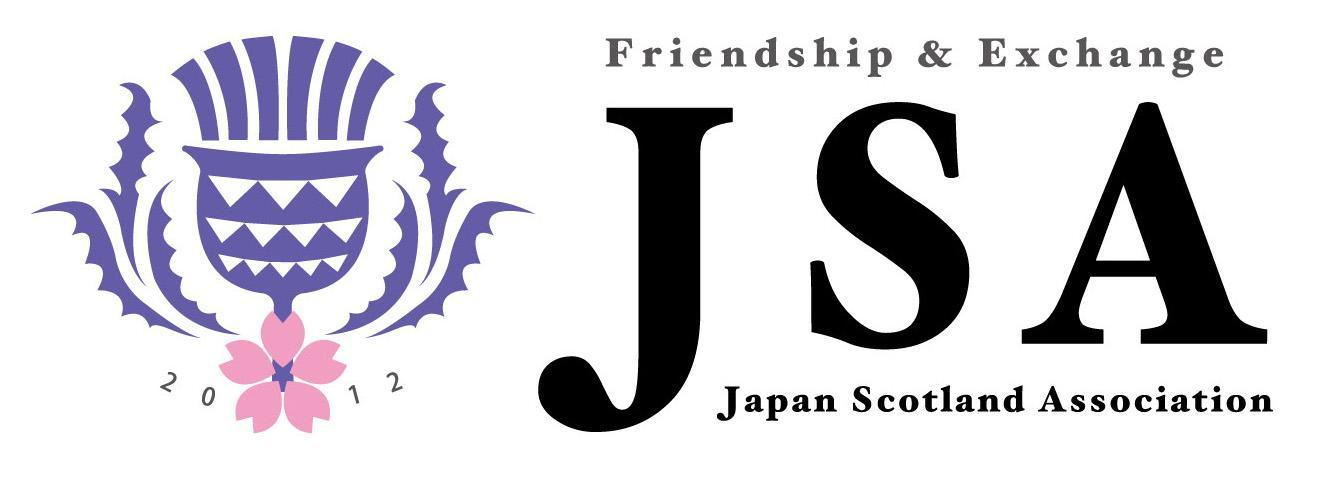 Friendship & Exchange
JSA
Japan Scotland Association
2012